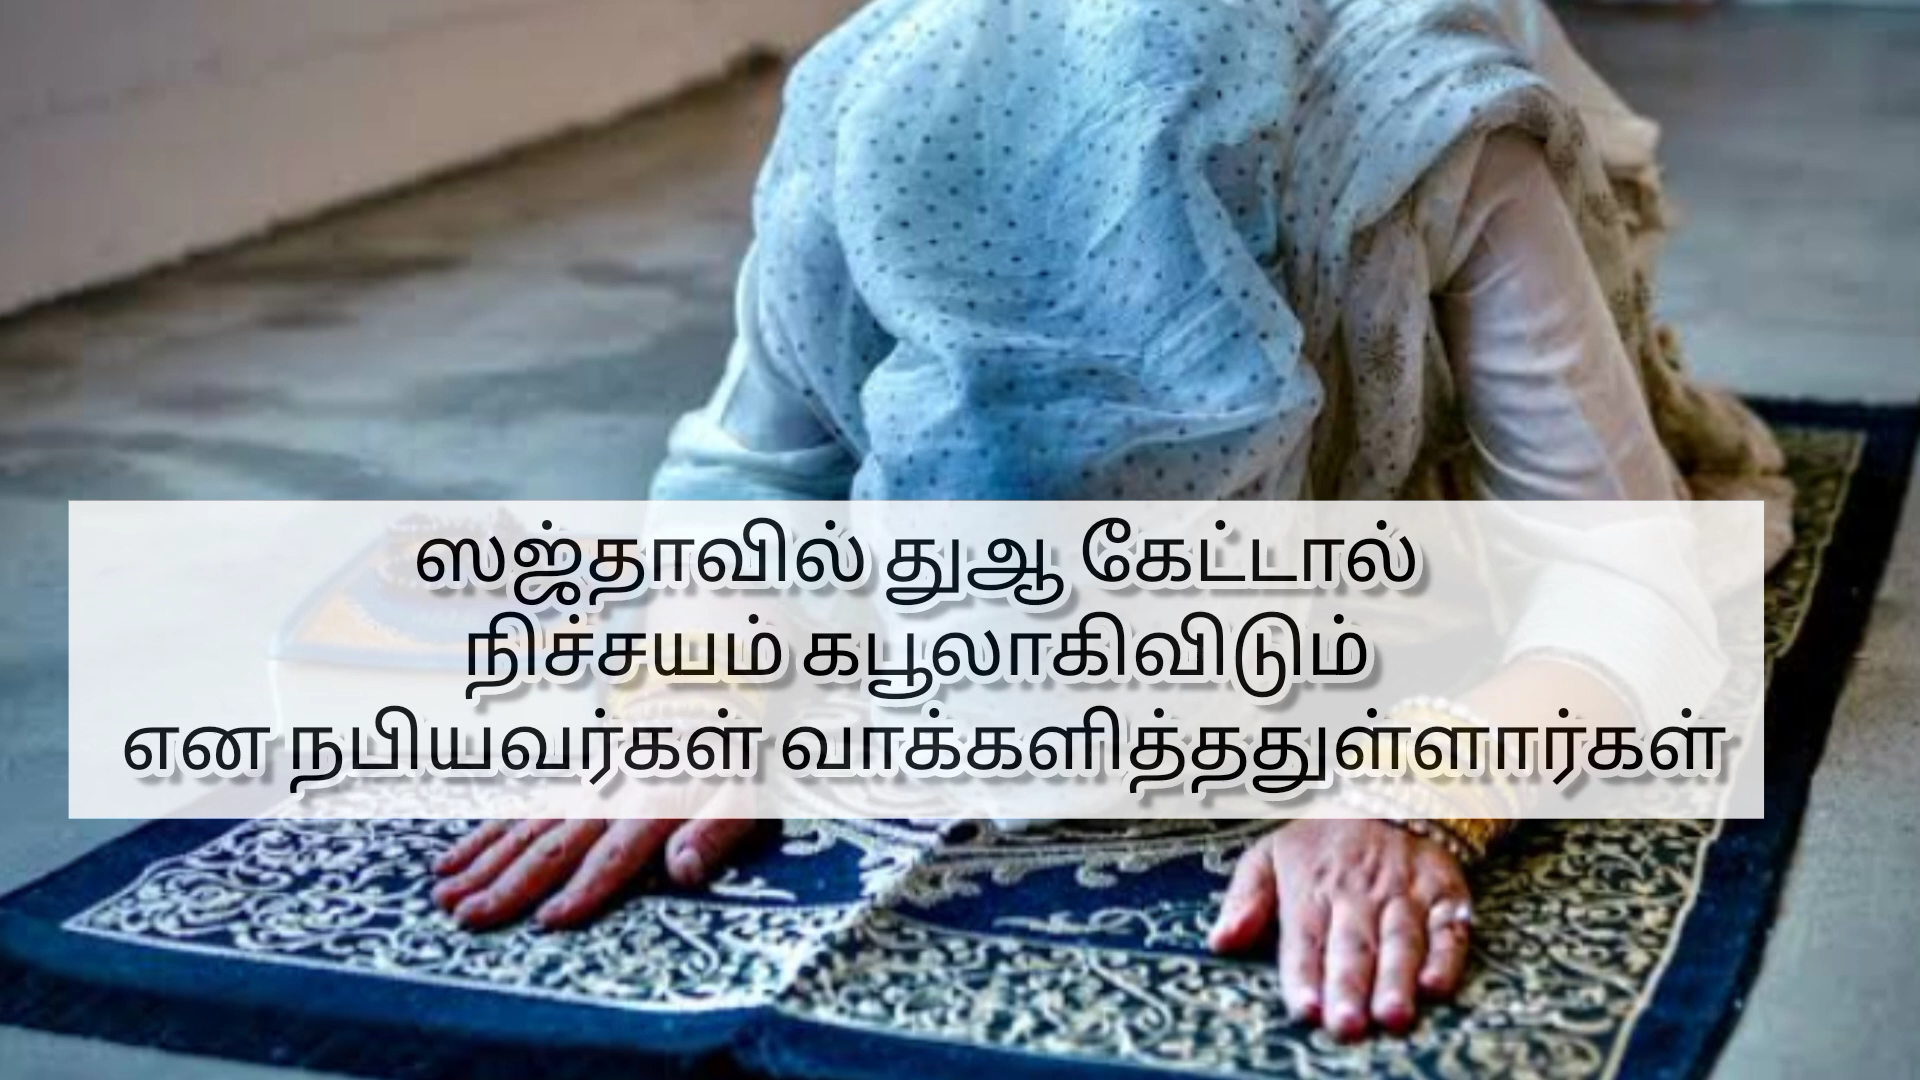 ஸஜ்தாவில் துஆ கேட்டால்
நிச்சயம் கபூலாகிவிடும்
என நபியவர்கள் வாக்களித்ததுள்ளார்கள்